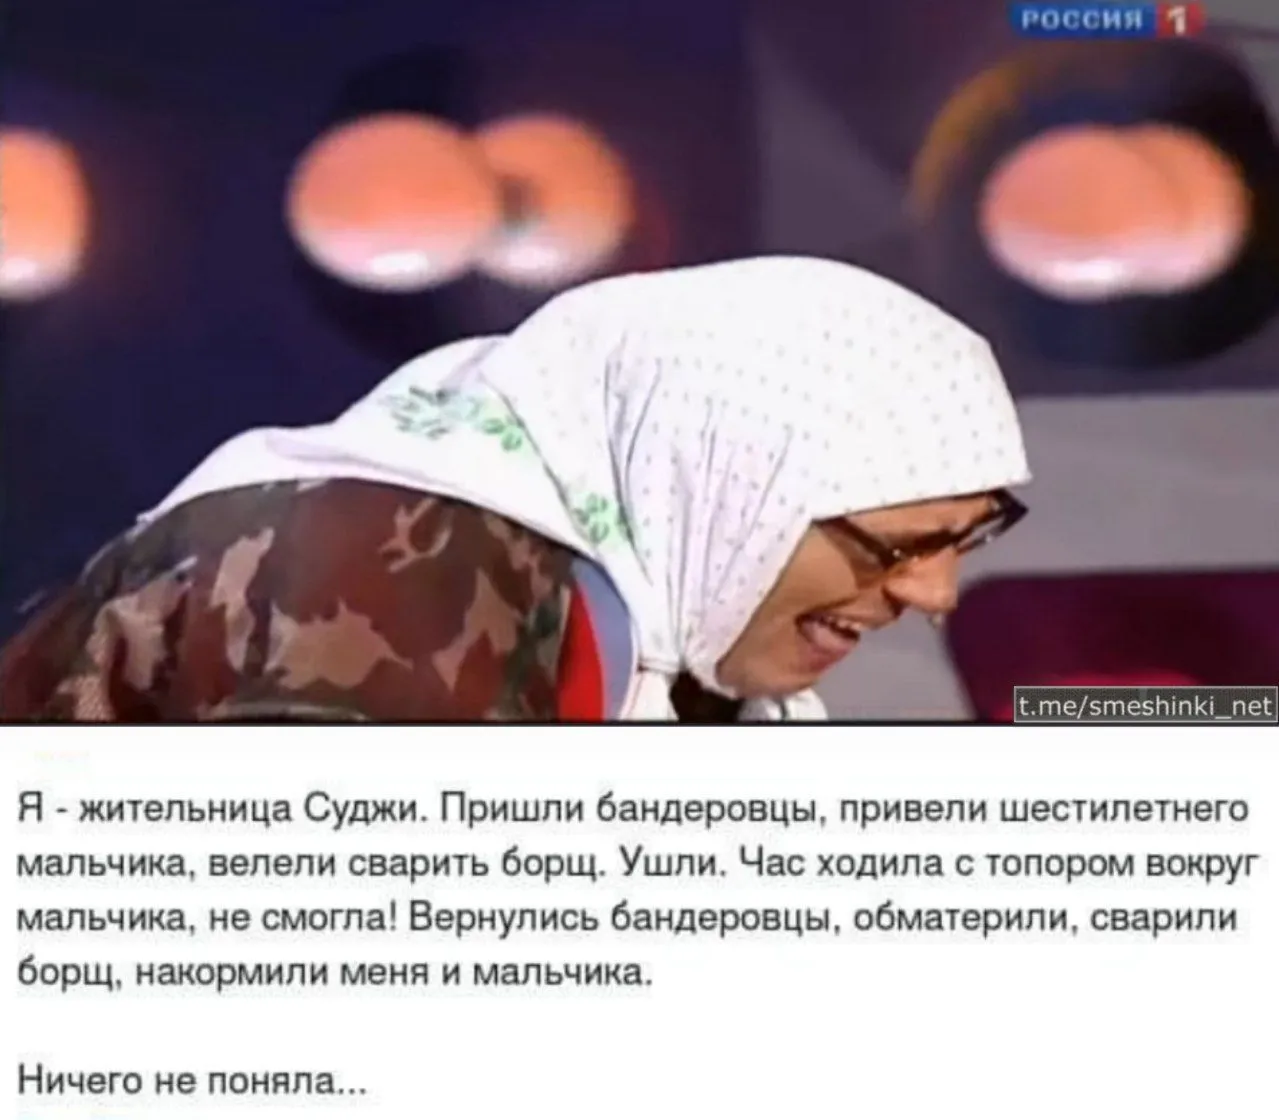 РОССИЯ 1
t.me/smeshinki_net
Я - жительница Суджи. Пришли бандеровцы, привели шестилетнего
мальчика, велели сварить борщ. Ушли. Час ходила с топором вокруг
мальчика, не смогла! Вернулись бандеровцы, обматерили, сварили
борщ, накормили меня и мальчика.
Ничего не поняла...